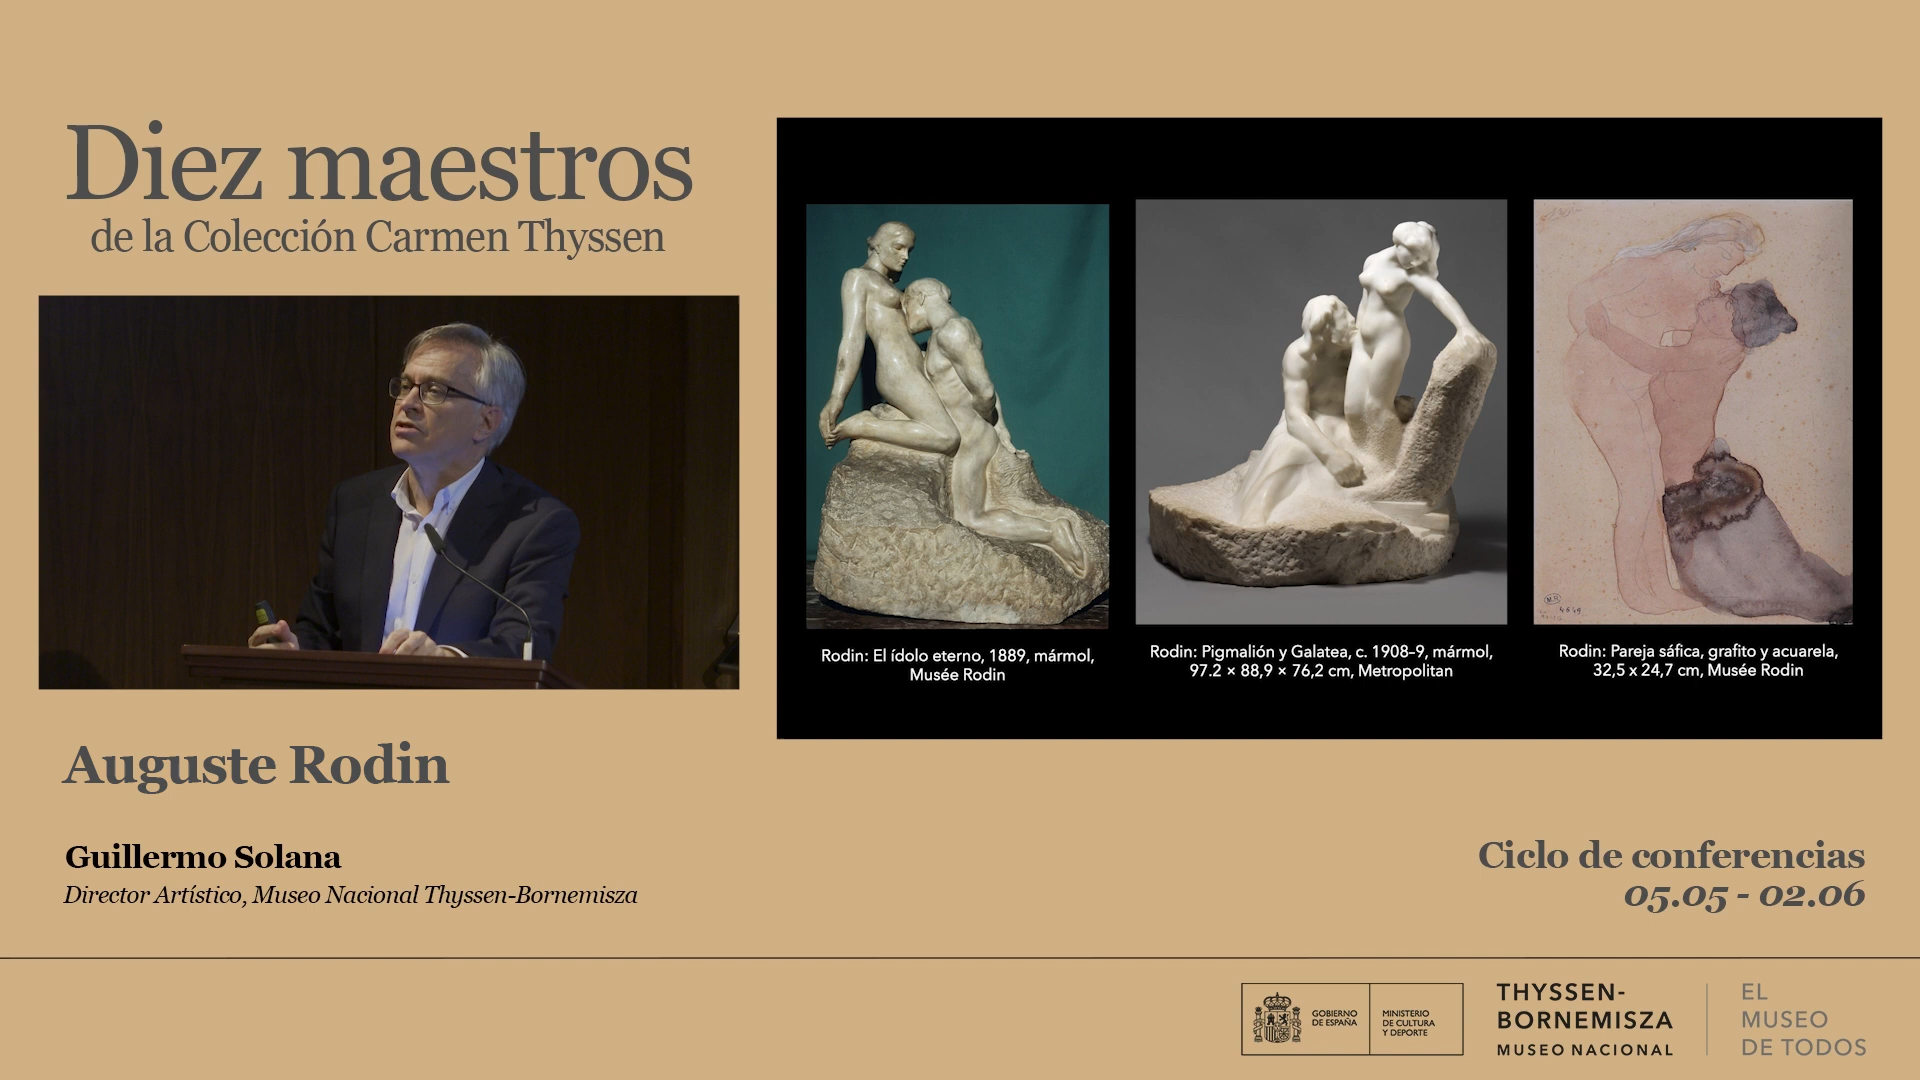 Diez maestros
de la Colección Carmen Thyssen
Rodin: El ídolo eterno, 1889, mármol,
Musée Rodin
Rodin: Pigmalión y Galatea, c. 1908-9, mármol,
97.2 × 88,9 × 76,2 cm, Metropolitan
Rodin: Pareja sáfica, grafito y acuarela,
32,5 x 24,7 cm, Musée Rodin
Auguste Rodin
Guillermo Solana
Director Artístico, Museo Nacional Thyssen-Bornemisza
Ciclo de conferencias
05.05 - 02.06
GOBIERNO
DE ESPAÑA
MINISTERIO
DE CULTURA
Y DEPORTE
THYSSEN-
BORNEMISZA
MUSEO NACIONAL
EL
MUSEO
DE TODOS